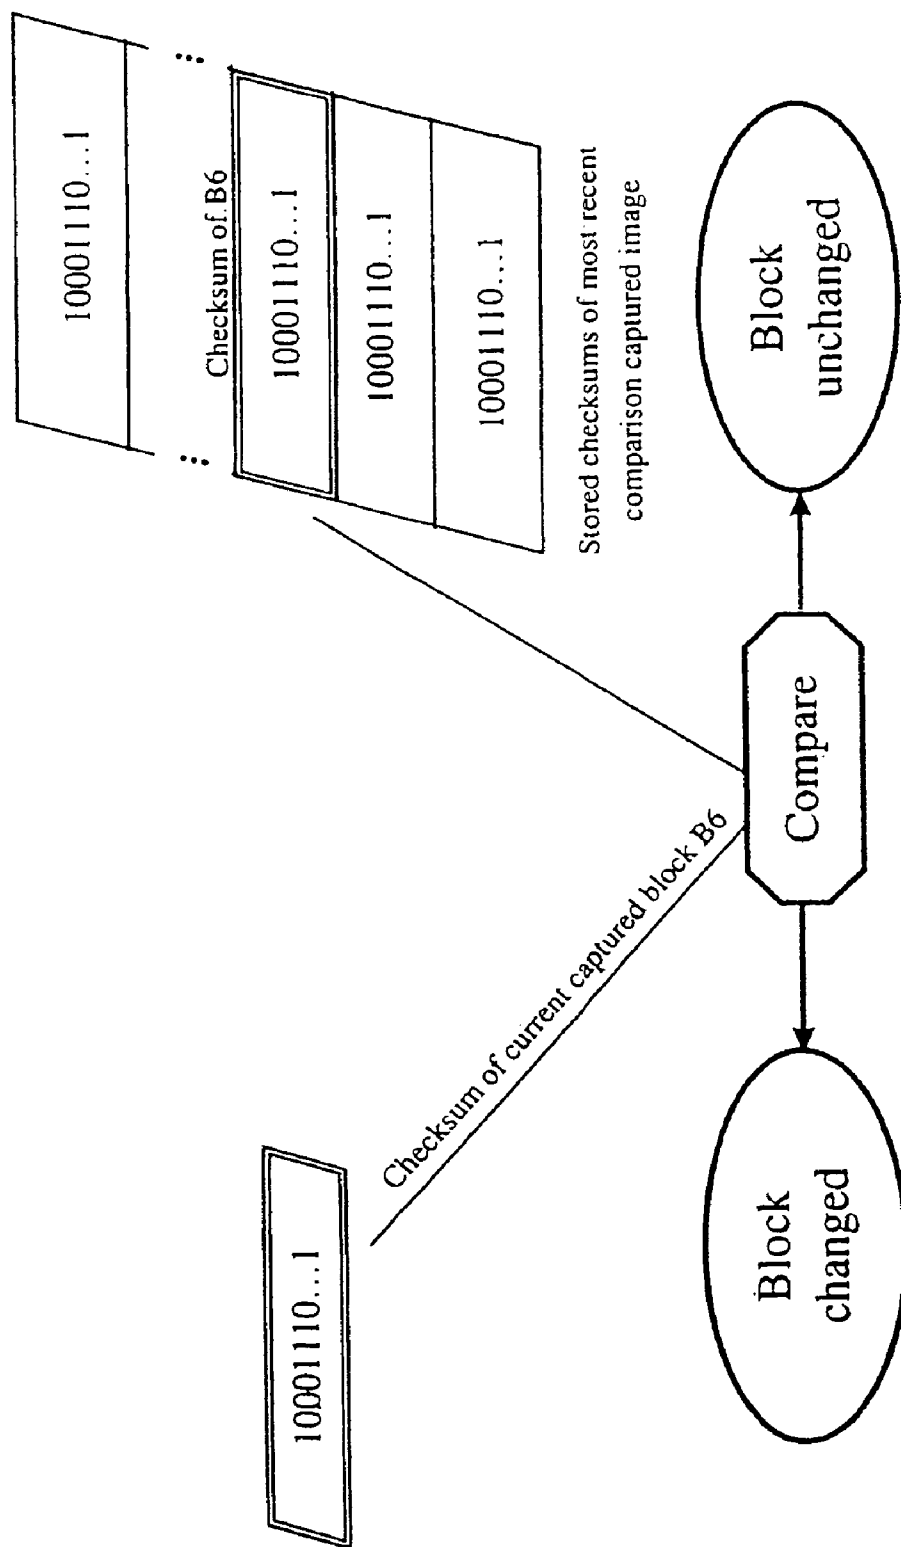 10001110...1
⋮ ⋮
Checksum of B6
10001110...1
10001110...1
10001110...1
10001110...1
Stored checksums of most recent
comparison captured image
Checksum of current captured block B6
Compare
Block
changed
Block
unchanged